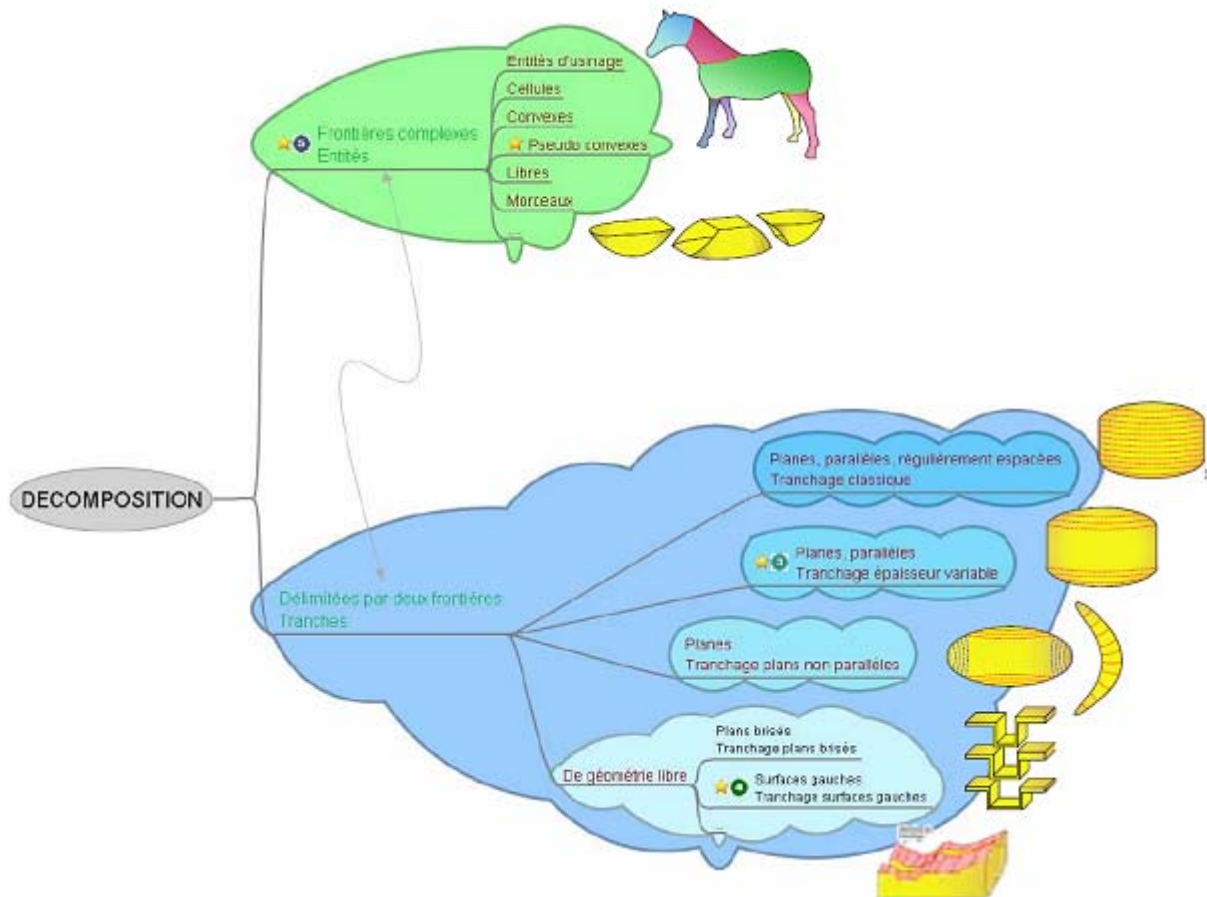 Entités d'usinage
Cellules
Convexes
Pseudo convexes
Libres
Morceaux
...
Frontières complexes
Entités
DECOMPOSITION
Délimitées par deux frontières
Tranches
Planes, parallèles, régulièrement espacées
Tranchage classique
Planes, parallèles
Tranchage épaisseur variable
Planes
Tranchage plans non parallèles
De géométrie libre
Plans brisés
Tranchage plans brisés
Surfaces gauches
Tranchage surfaces gauches
...